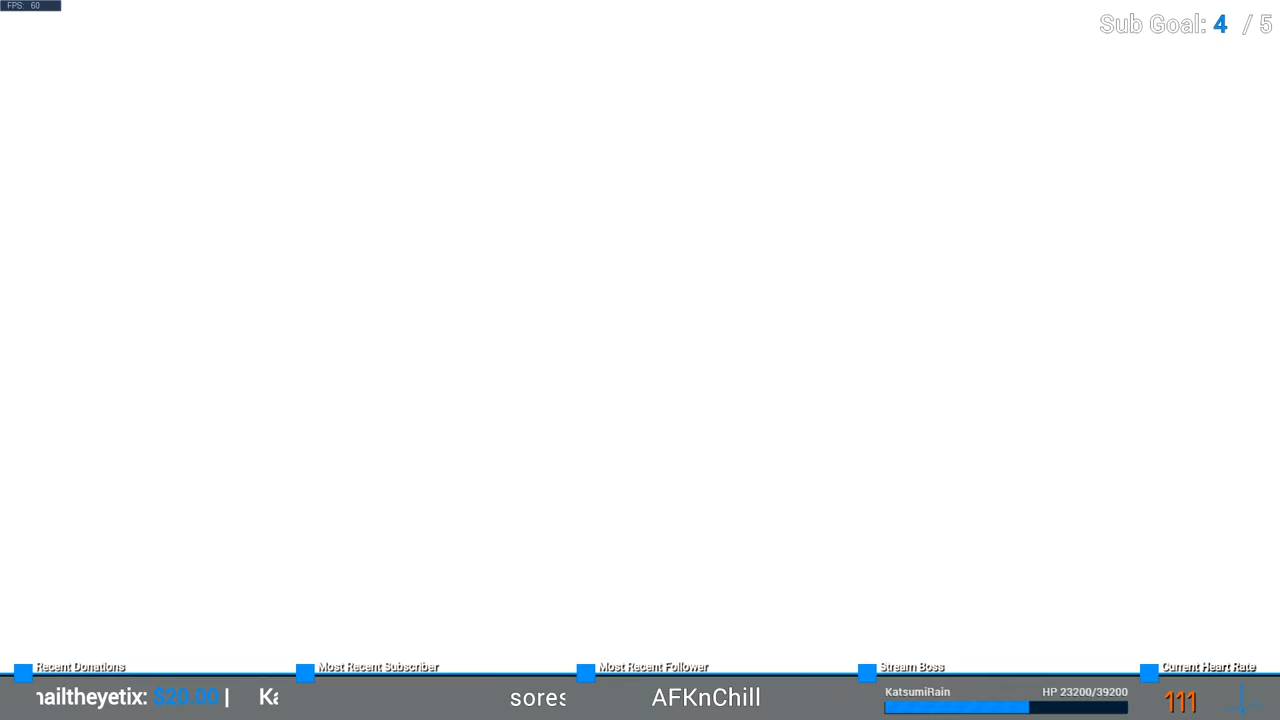 FPS: 60
Sub Goal: 4 / 5
Recent Donations
Most Recent Subscriber
Most Recent Follower
Stream Boss
Current Heart Rate
nailtheyetix: $20.00 | Ka
sores
AFKnChill
KatsumiRain
HP 23200/39200
111